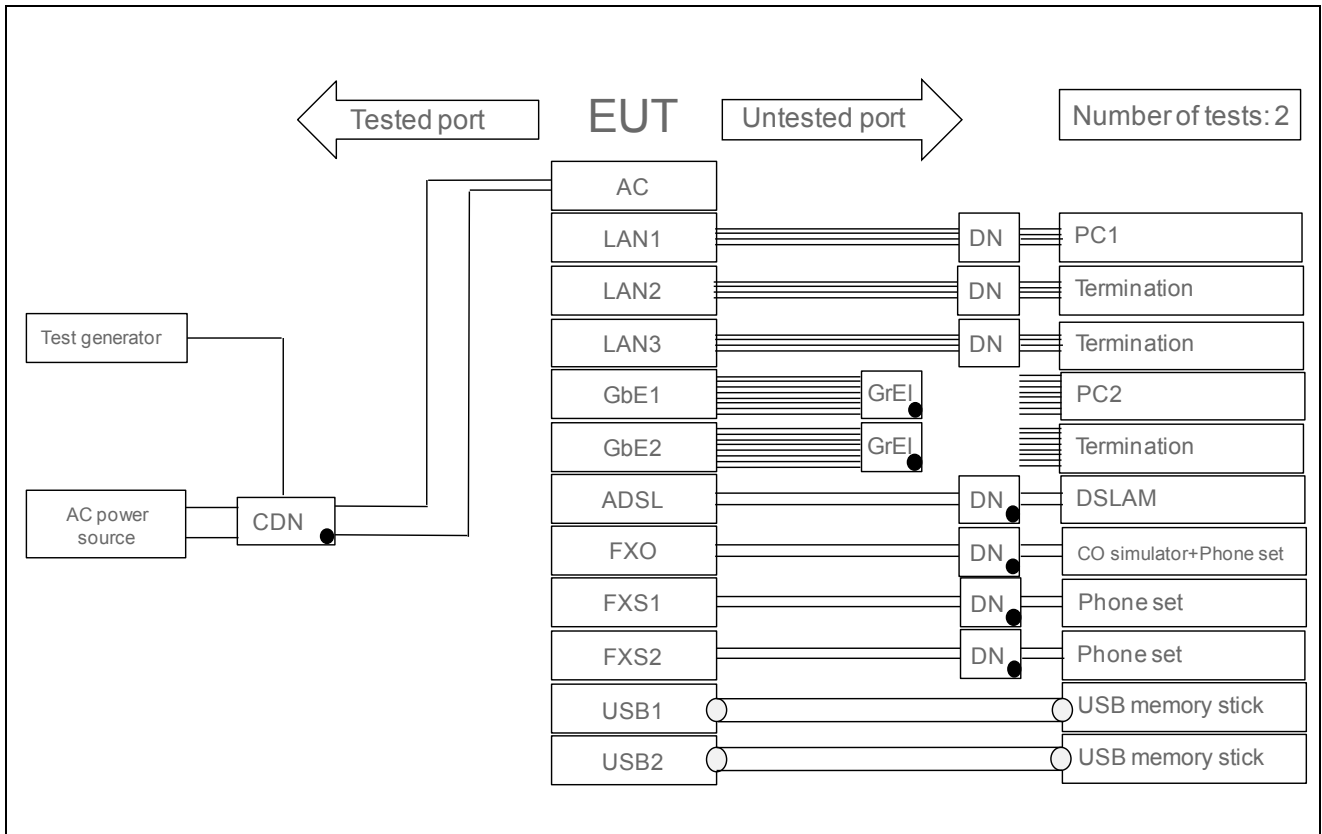 Tested port
EUT
Untested port
Number of tests: 2
AC
LAN1
DN
PC1
LAN2
DN
Termination
Test generator
LAN3
DN
Termination
GbE1
GrEI
PC2
GbE2
GrEI
Termination
AC power
source
CDN
ADSL
DN
DSLAM
FXO
DN
CO simulator+Phone set
FXS1
DN
Phone set
FXS2
DN
Phone set
USB1
USB memory stick
USB2
USB memory stick